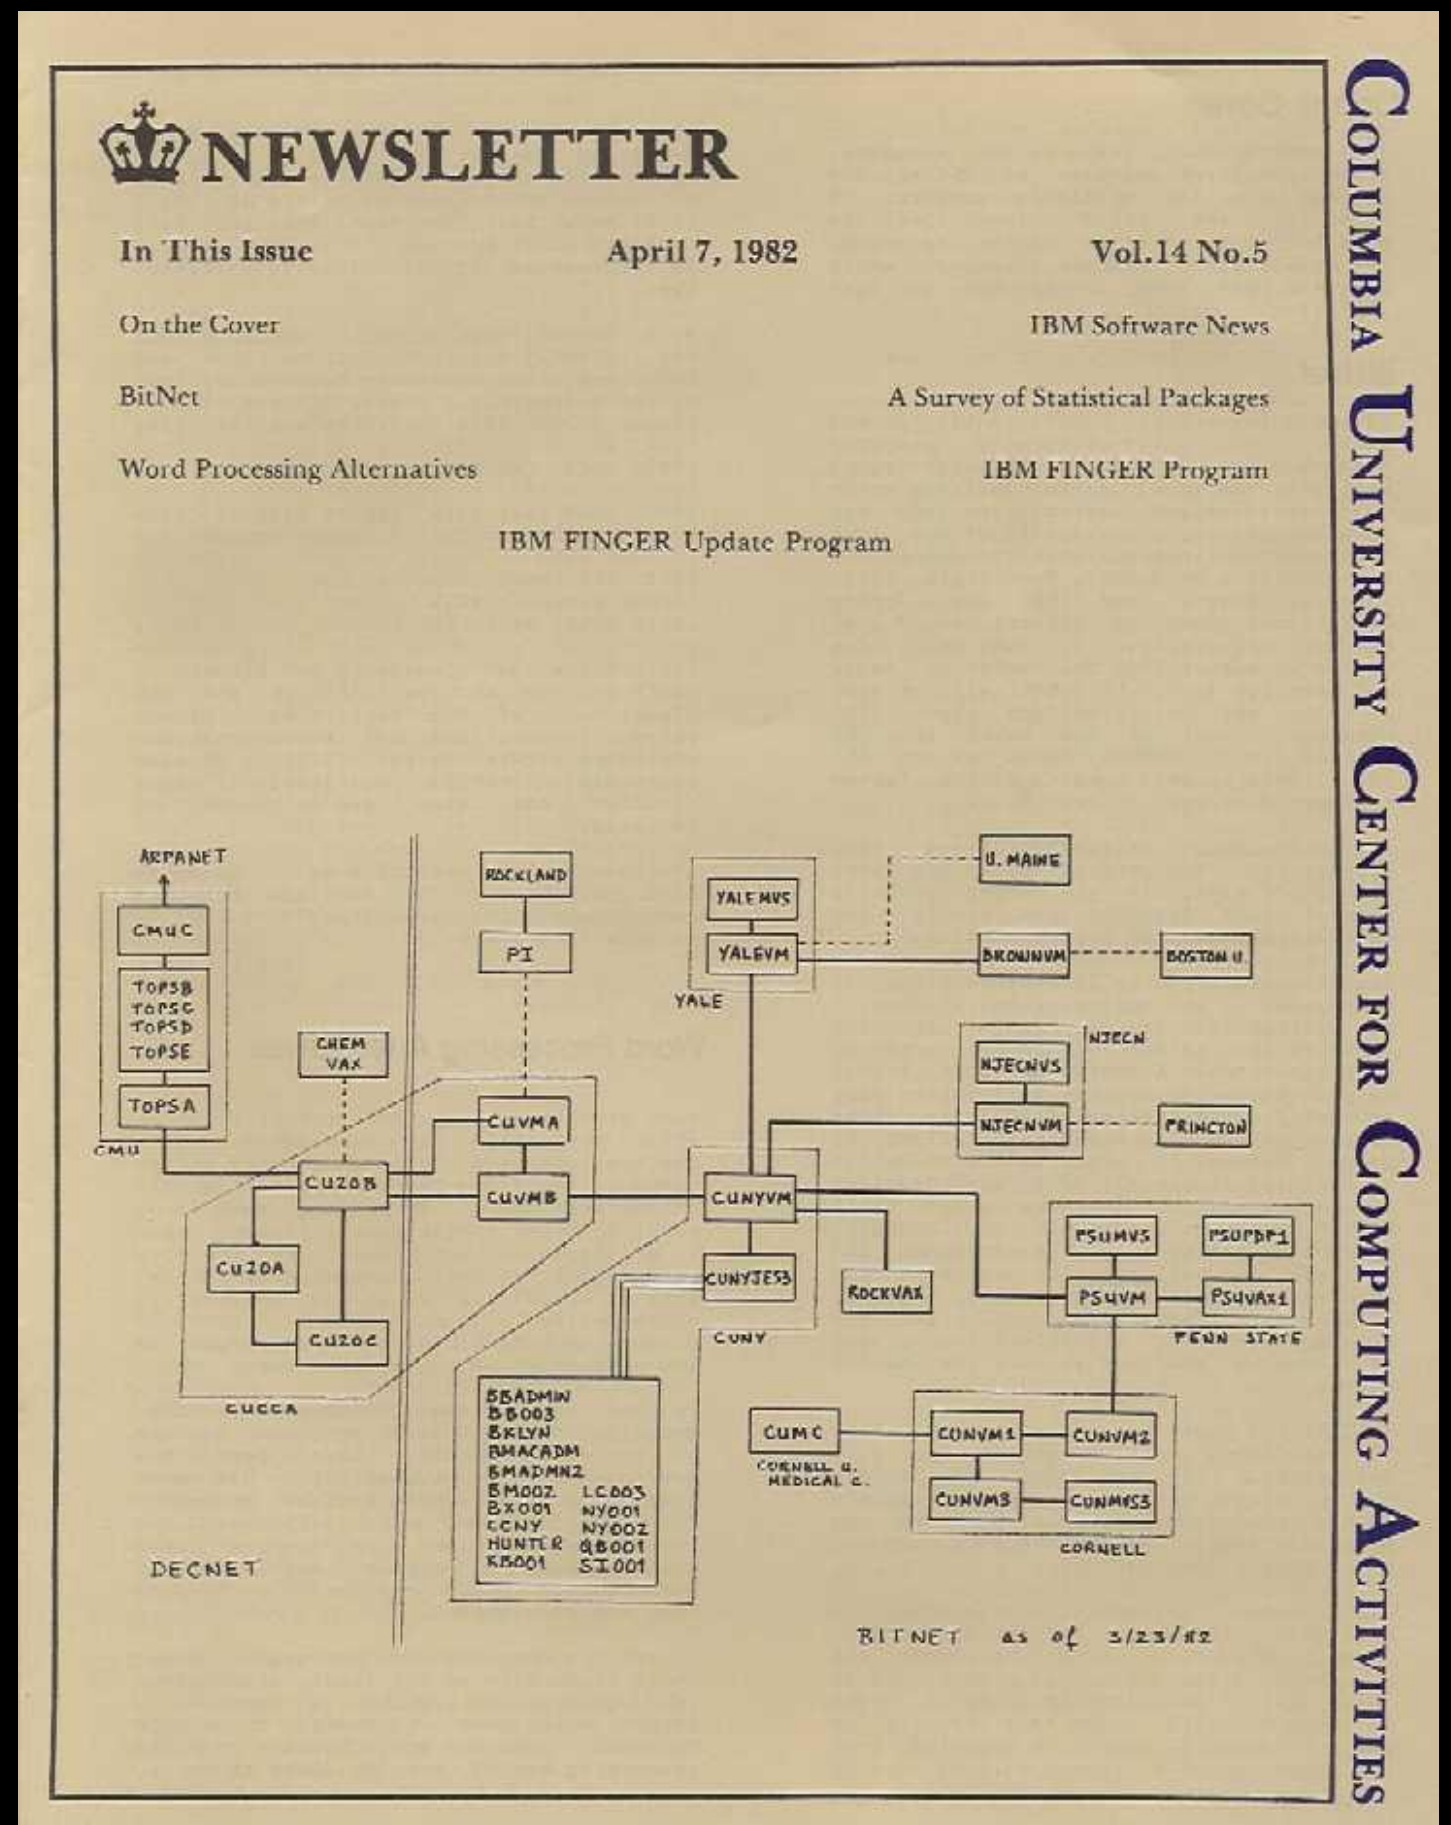 NEWSLETTER
In This Issue April 7, 1982 Vol.14 No.5
On the Cover IBM Software News
BitNet A Survey of Statistical Packages
Word Processing Alternatives IBM FINGER Program
IBM FINGER Update Program
ARPANET
CMUC
TOPSB
TOPSC
TOPSD
TOPSE
TOPSA
CMU
CHEM
VAX
CU20B
CU20A
CU20C
CUCCA
DECNET
ROCKLAND
PI
CUVMA
CUVMB
YALEMVS
YALEVM
YALE
U. MAINE
BROWNVM
BOSTON U.
NJECN
NJECNVS
NJECNVM
PRINCTON
CUNYVM
CUNYJES3
CUNY
ROCKVAX
PSUMVS
PSUPDP1
PSUVM
PSUVAX1
PENN STATE
BBADMIN
BB003
BKLYN
BMACADM
BMADMN2
BM002 LC003
BX001 NY001
CCNY NY002
HUNTER QB001
KB001 SI001
CUMC
CORNELL U.
MEDICAL C.
CUNVM1
CUNVM2
CUNVM3
CUNMVS3
CORNELL
BITNET as of 3/23/82
COLUMBIA UNIVERSITY CENTER FOR COMPUTING ACTIVITIES